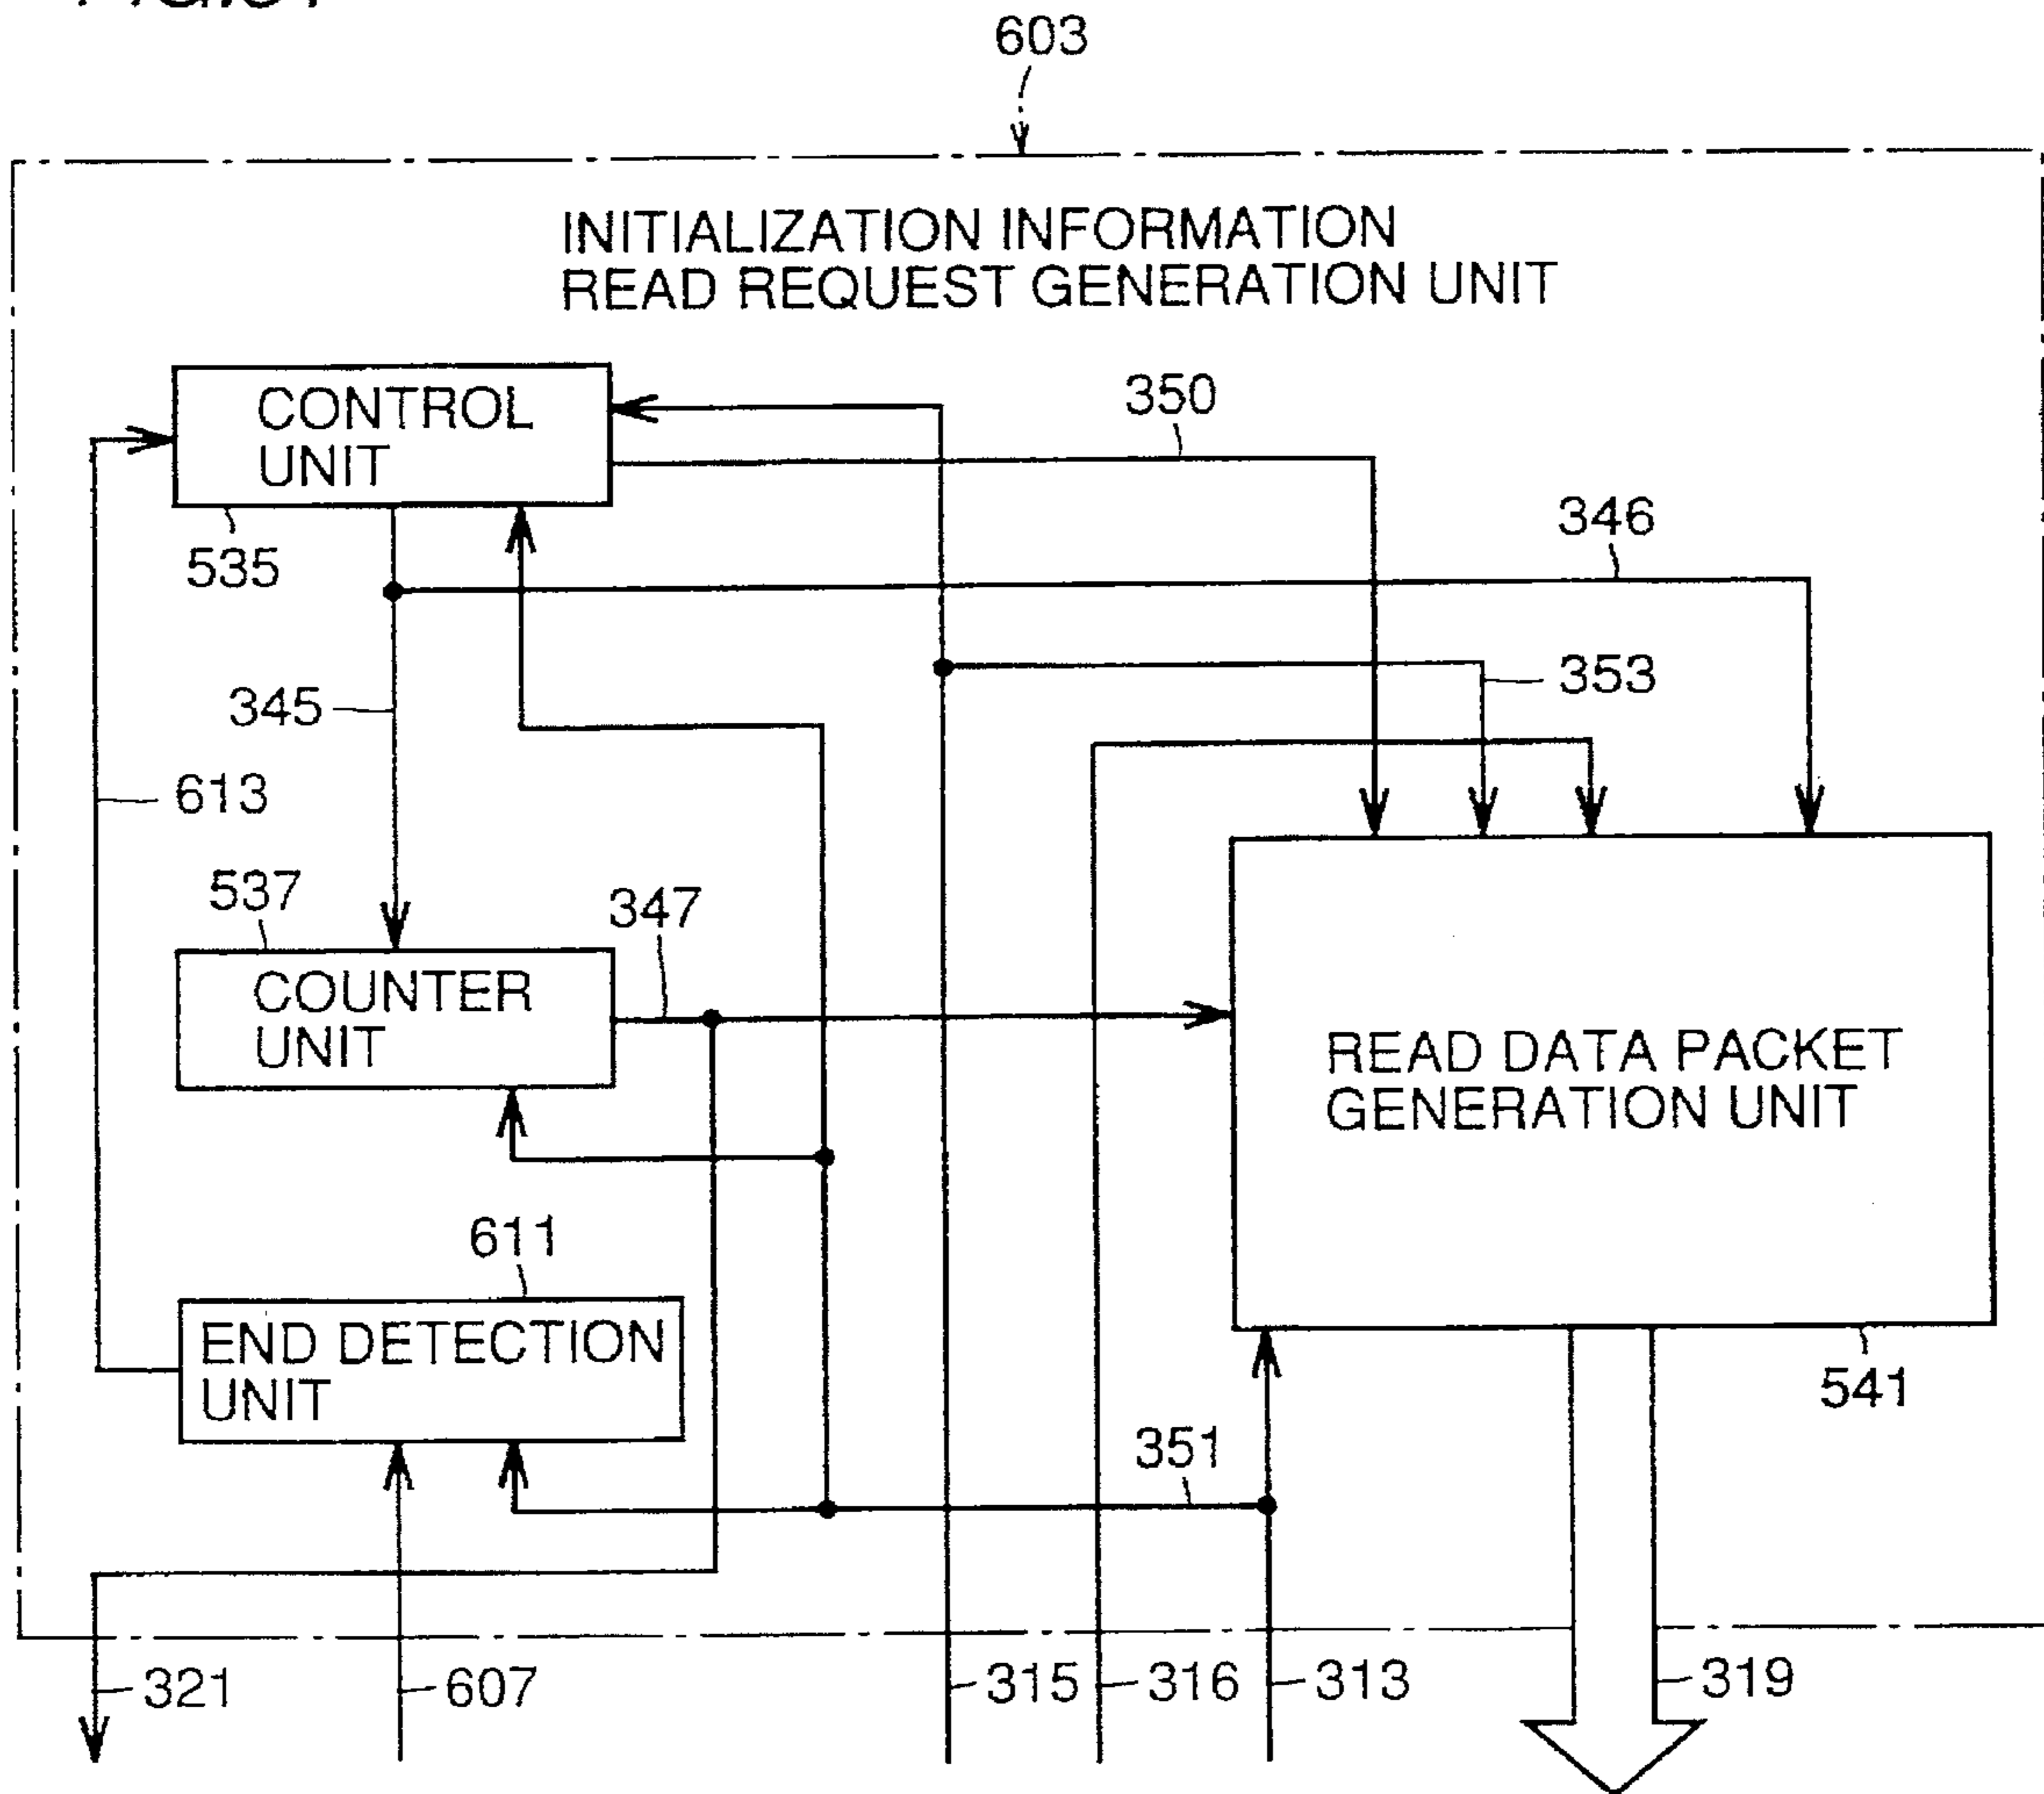 603
INITIALIZATION INFORMATION
READ REQUEST GENERATION UNIT
CONTROL
UNIT
350
346
535
353
345
613
537
347
COUNTER
UNIT
READ DATA PACKET
GENERATION UNIT
611
END DETECTION
UNIT
541
351
321
607
315
316
313
319